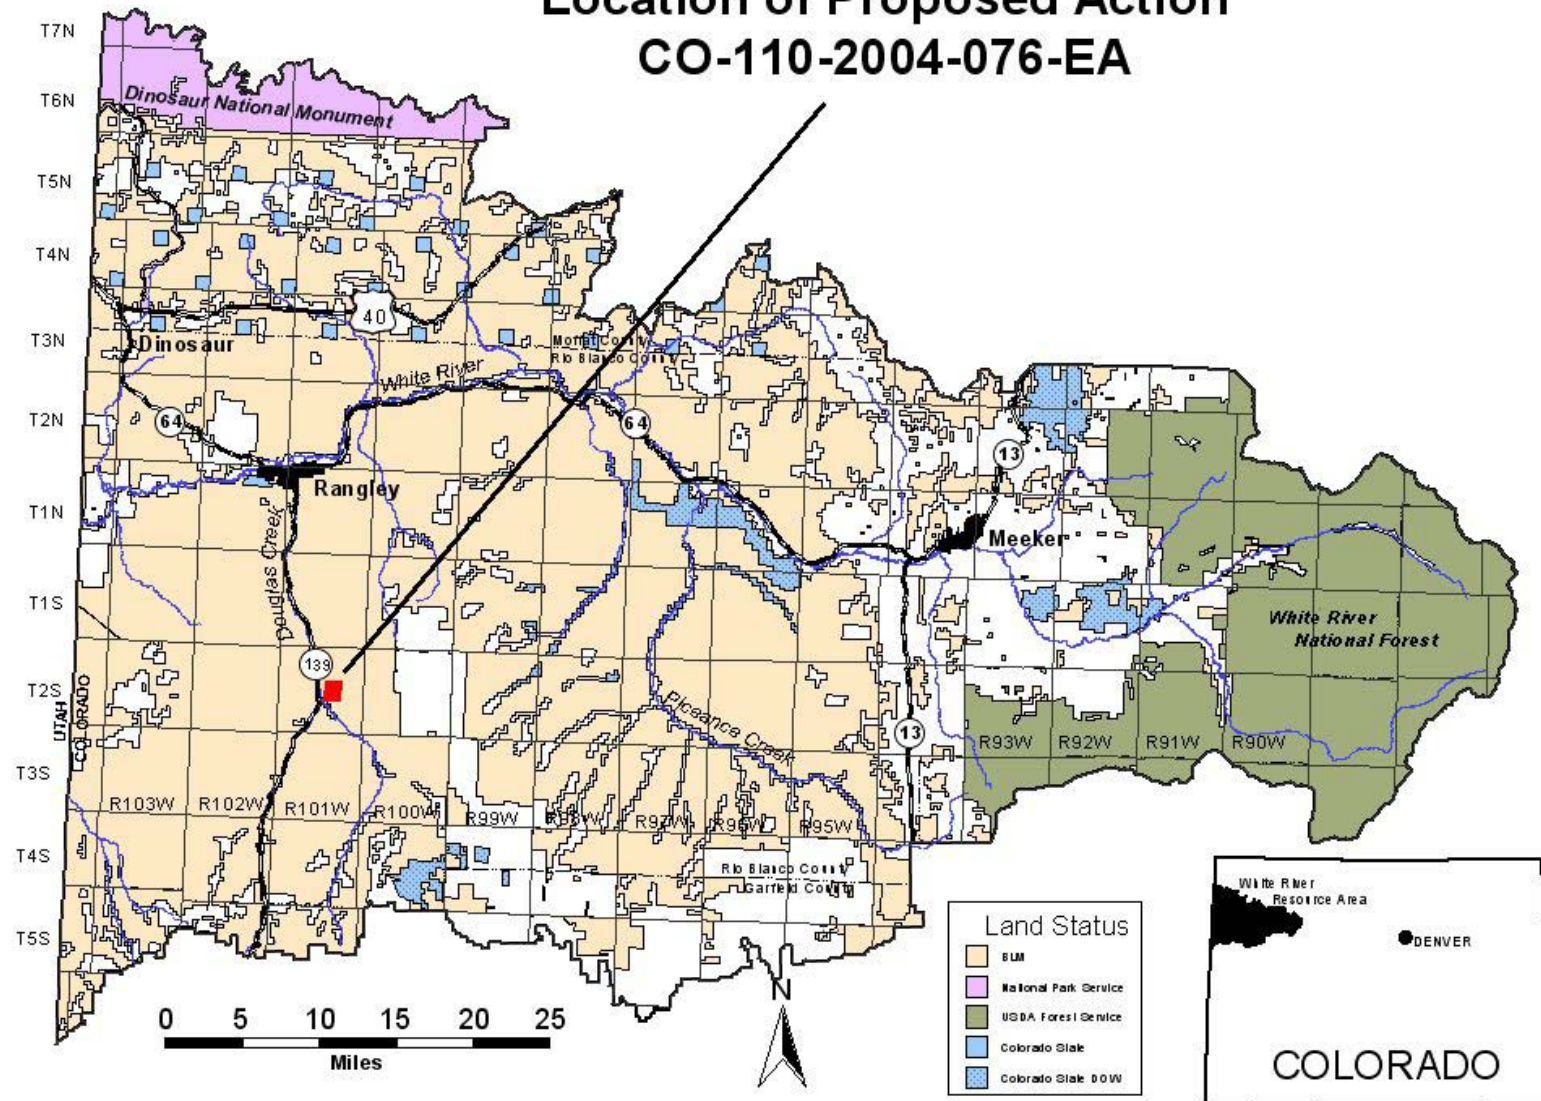 Location of Proposed Action
CO-110-2004-076-EA
T7N
T6N
T5N
T4N
T3N
T2N
T1N
T1S
T2S
T3S
T4S
T5S
Dinosaur National Monument
40
Dinosaur
Moffat County
Rio Blanco County
White River
64
64
13
Rangley
Meeker
Douglas Creek
139
White River
National Forest
UTAH
COLORADO
Piceance Creek
13
R103W
R102W
R101W
R100W
R99W
R98W
R97W
R96W
R95W
R93W
R92W
R91W
R90W
Rio Blanco County
Garfield County
0 5 10 15 20 25
Miles
N
Land Status
BLM
National Park Service
USDA Forest Service
Colorado State
Colorado State DOW
White River
Resource Area
DENVER
COLORADO